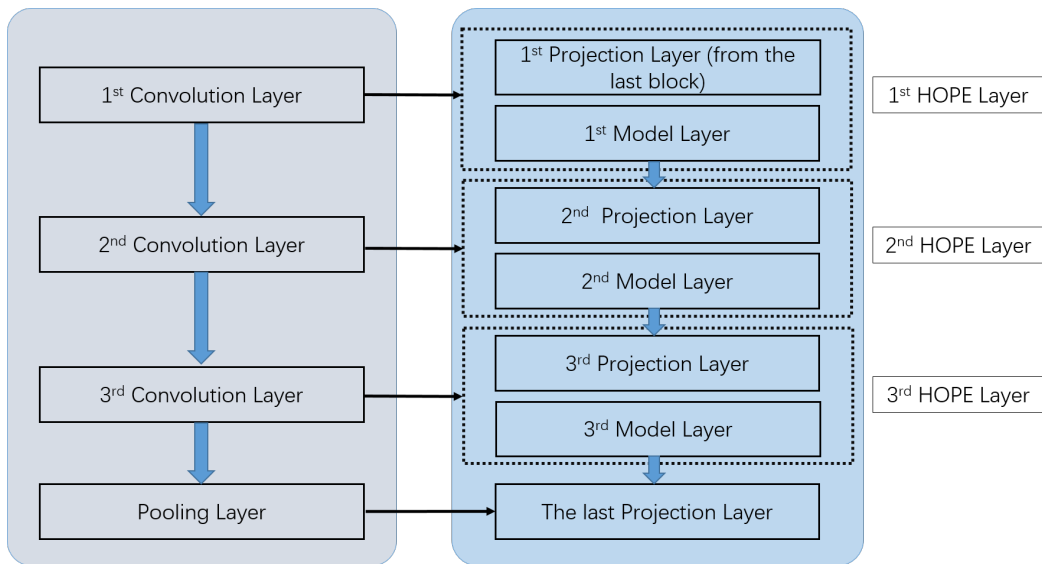 1st Convolution Layer
2nd Convolution Layer
3rd Convolution Layer
Pooling Layer
1st Projection Layer (from the
last block)
1st Model Layer
2nd Projection Layer
2nd Model Layer
3rd Projection Layer
3rd Model Layer
The last Projection Layer
1st HOPE Layer
2nd HOPE Layer
3rd HOPE Layer